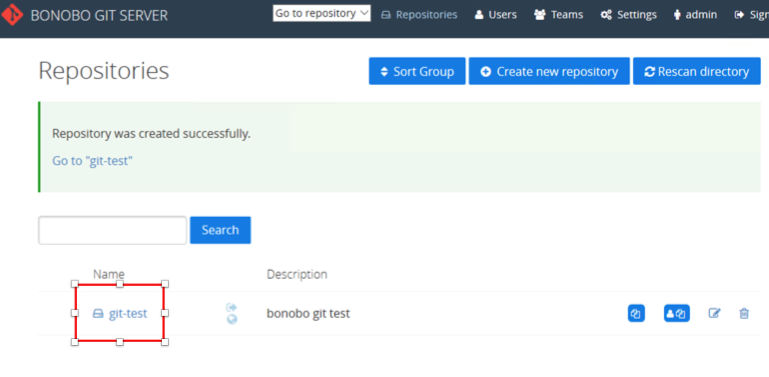 BONOBO GIT SERVER Go to repository Repositories Users Teams Settings admin Sign
Repositories Sort Group Create new repository Rescan directory
Repository was created successfully.
Go to "git-test"
Search
Name Description
git-test bonobo git test